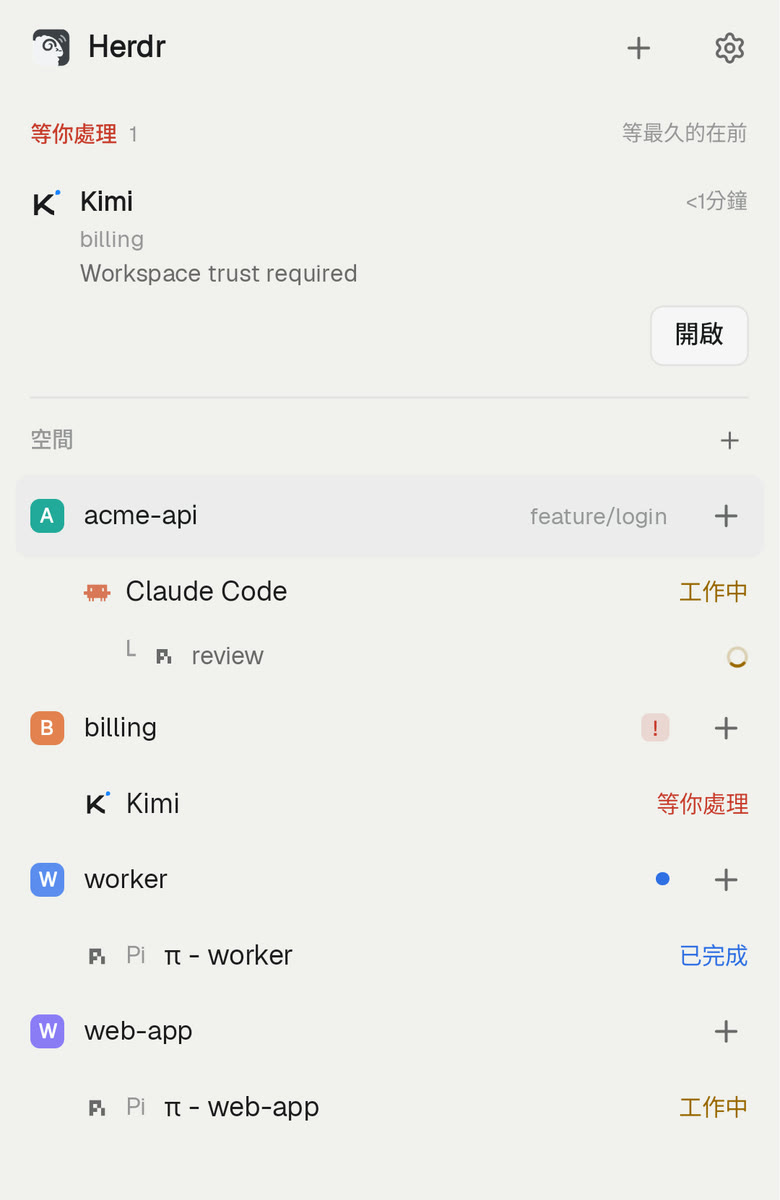 Herdr
等你處理 1 等最久的在前
Kimi <1分鐘
billing
Workspace trust required
開啟
空間
A acme-api feature/login
Claude Code 工作中
review
B billing !
Kimi 等你處理
W worker
Pi π - worker 已完成
W web-app
Pi π - web-app 工作中